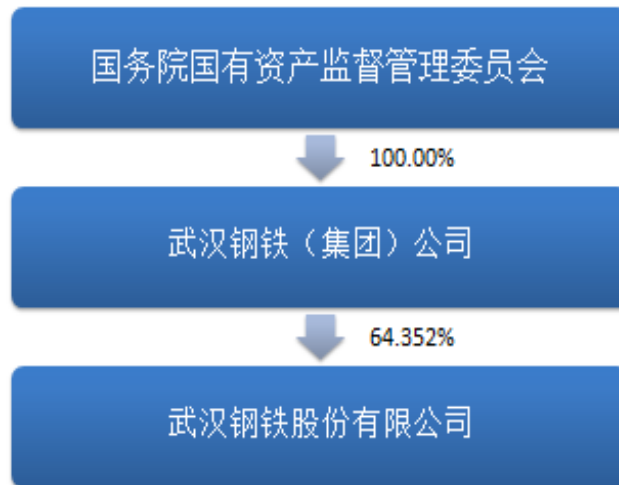 国务院国有资产监督管理委员会
100.00%
武汉钢铁（集团）公司
64.352%
武汉钢铁股份有限公司